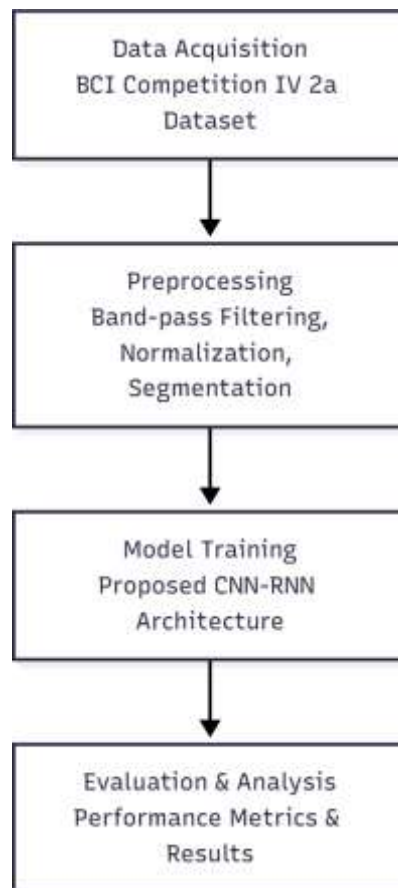 Data Acquisition
BCI Competition IV 2a
Dataset
Preprocessing
Band-pass Filtering,
Normalization,
Segmentation
Model Training
Proposed CNN-RNN
Architecture
Evaluation & Analysis
Performance Metrics &
Results